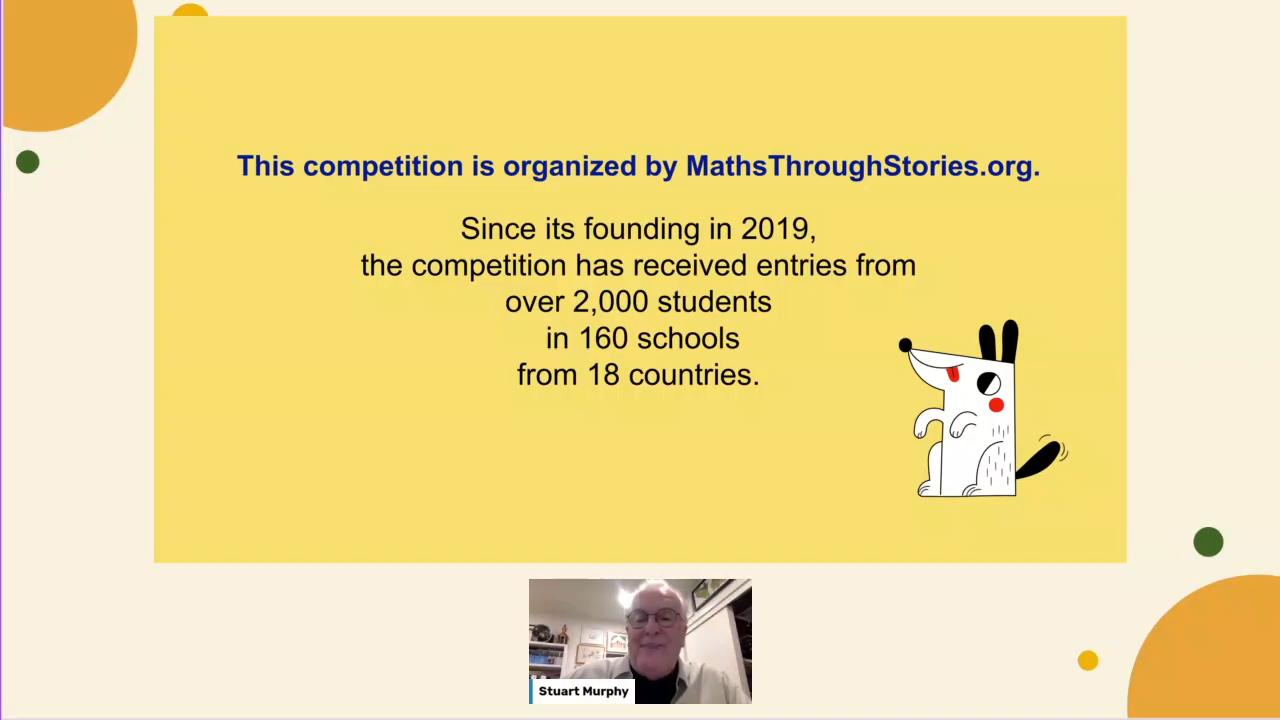 This competition is organized by MathsThroughStories.org.
Since its founding in 2019,
the competition has received entries from
over 2,000 students
in 160 schools
from 18 countries.
Stuart Murphy